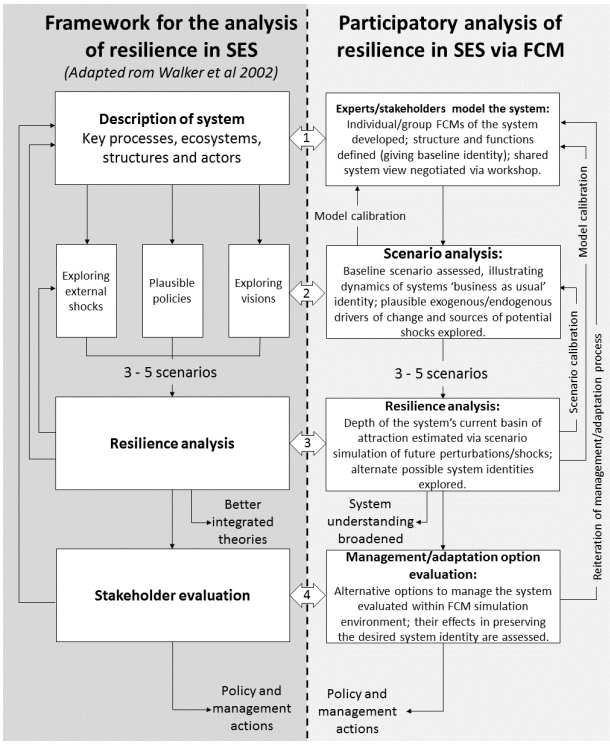 Framework for the analysis
of resilience in SES
(Adapted rom Walker et al 2002)
Description of system
Key processes, ecosystems,
structures and actors
Exploring
external
shocks
Plausible
policies
Exploring
visions
3 - 5 scenarios
Resilience analysis
Better
integrated
theories
Stakeholder evaluation
Policy and
management
actions
1
2
3
4
Participatory analysis of
resilience in SES via FCM
Experts/stakeholders model the system:
Individual/group FCMs of the system
developed; structure and functions
defined (giving baseline identity); shared
system view negotiated via workshop.
Model calibration
Scenario analysis:
Baseline scenario assessed, illustrating
dynamics of systems ‘business as usual’
identity; plausible exogenous/endogenous
drivers of change and sources of potential
shocks explored.
3 - 5 scenarios
Resilience analysis:
Depth of the system’s current basin of
attraction estimated via scenario
simulation of future perturbations/shocks;
alternate possible system identities
explored.
System
understanding
broadened
Management/adaptation option
evaluation:
Alternative options to manage the system
evaluated within FCM simulation
environment; their effects in preserving
the desired system identity are assessed.
Policy and
management
actions
Scenario calibration
Model calibration
Reiteration of management/adaptation process